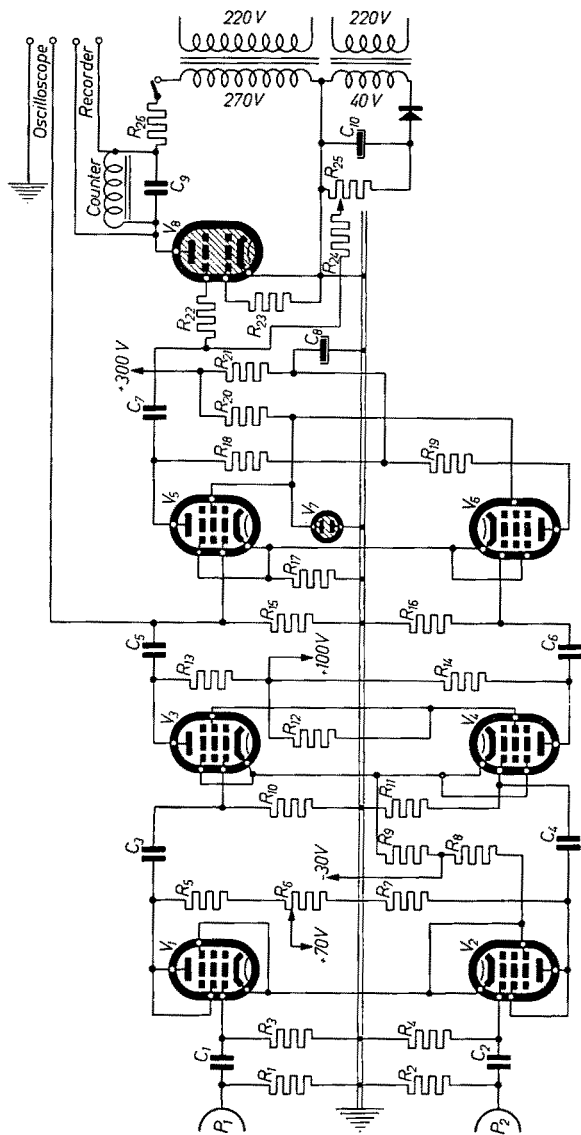 220V
220V
270V
40V
Oscilloscope
Recorder
Counter
R26
C9
C10
R25
V8
R24
R22
R23
+300V
C7
R21
C8
R20
R18
R19
V5
V7
V6
R17
R15
R16
C5
R13
+100V
R14
C6
V3
R12
V4
C3
R10
R11
R9
R8
C4
-30V
R5
R6
R7
+70V
V1
V2
C1
R3
R4
C2
R1
R2
P1
P2